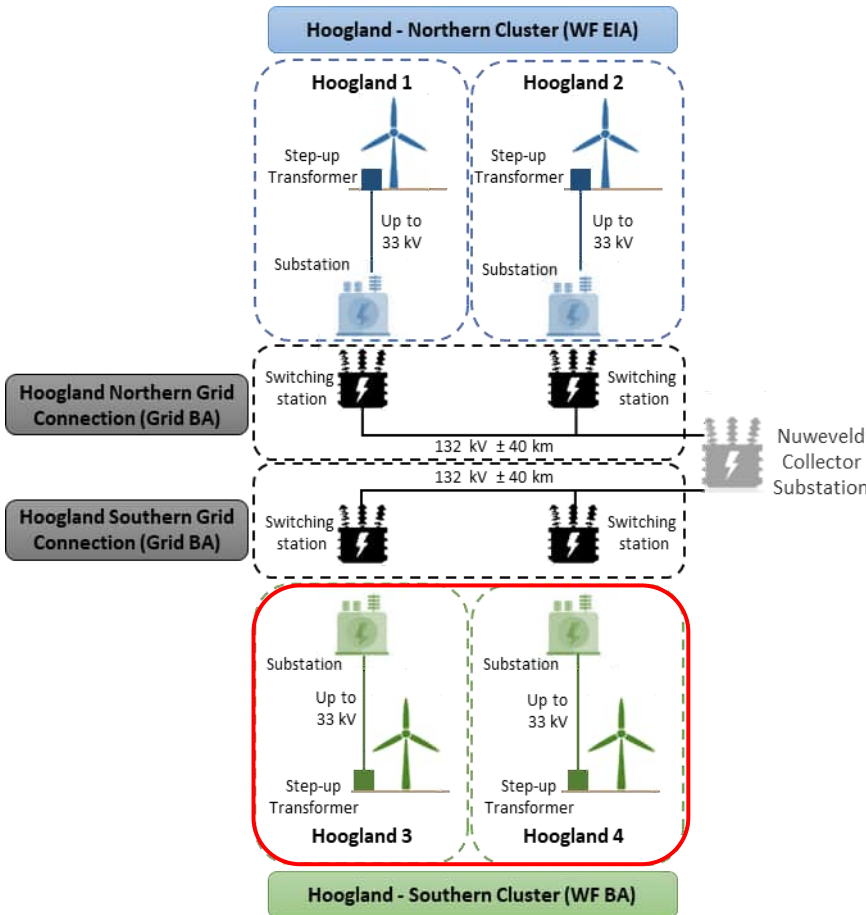 Hoogland - Northern Cluster (WF EIA)
Hoogland 1
Hoogland 2
Step-up
Transformer
Step-up
Transformer
Up to
33 kV
Up to
33 kV
Substation
Substation
Hoogland Northern Grid
Connection (Grid BA)
Switching
station
Switching
station
132 kV ± 40 km
Nuweveld
Collector
Substation
Hoogland Southern Grid
Connection (Grid BA)
132 kV ± 40 km
Switching
station
Switching
station
Substation
Substation
Up to
33 kV
Up to
33 kV
Step-up
Transformer
Step-up
Transformer
Hoogland 3
Hoogland 4
Hoogland - Southern Cluster (WF BA)